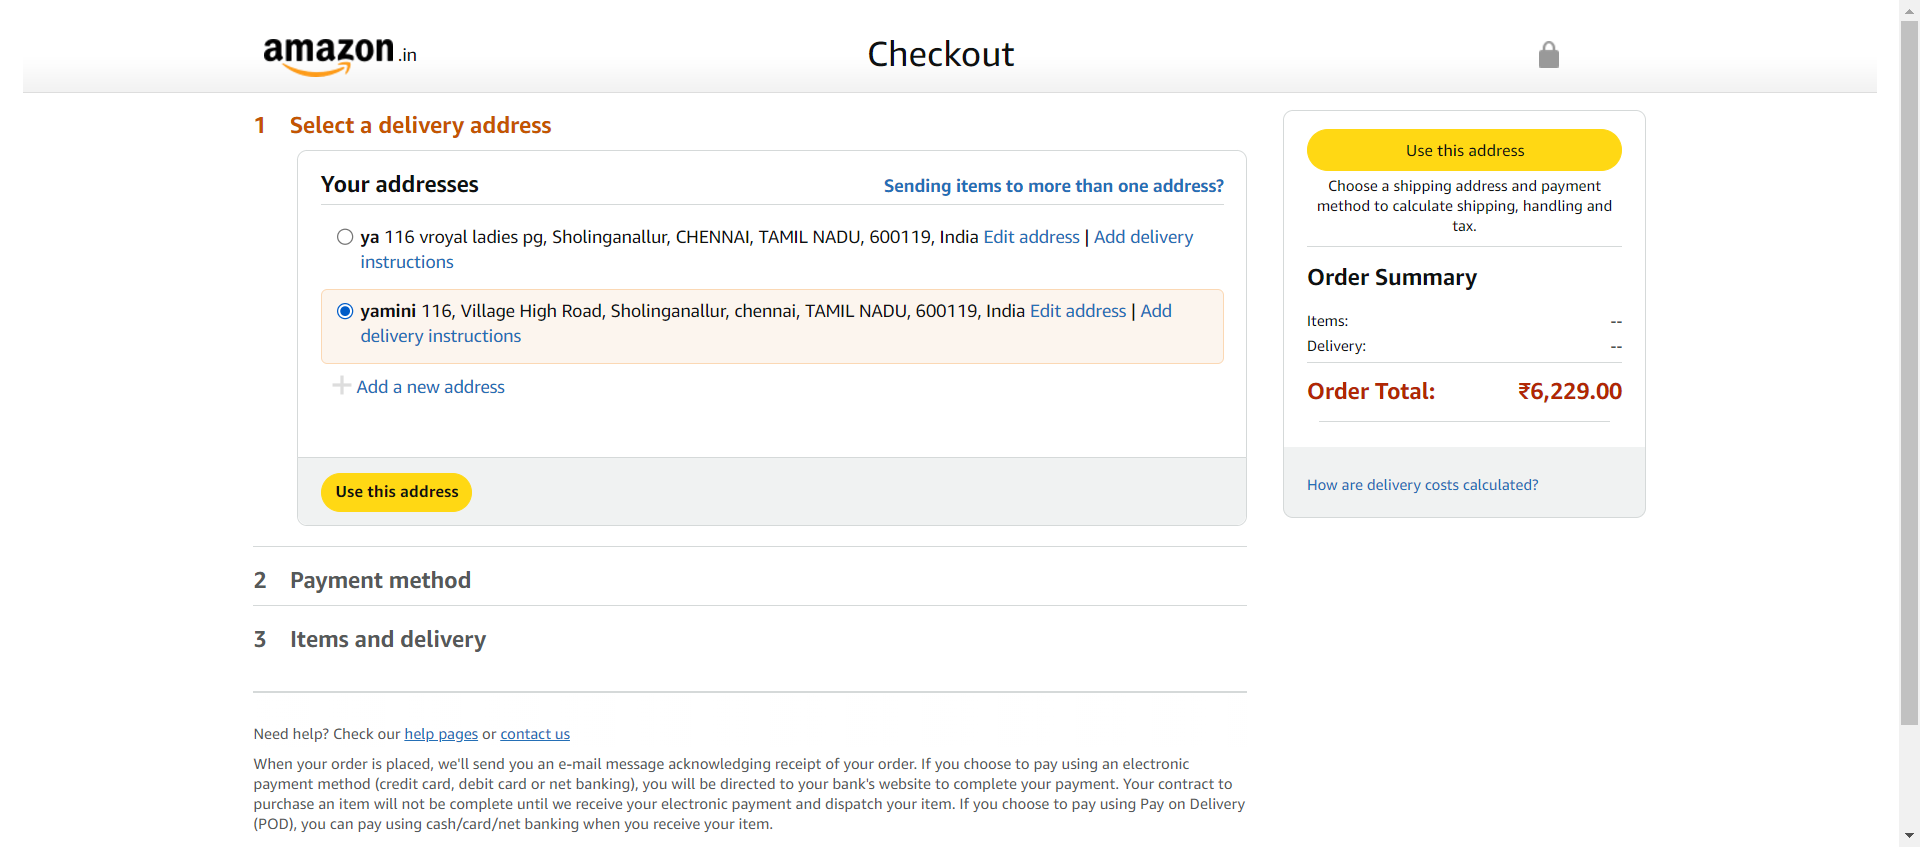 amazon.in
Checkout
1 Select a delivery address
Your addresses
Sending items to more than one address?
ya 116 vroyal ladies pg, Sholinganallur, CHENNAI, TAMIL NADU, 600119, India Edit address | Add delivery
instructions
yamini 116, Village High Road, Sholinganallur, chennai, TAMIL NADU, 600119, India Edit address | Add
delivery instructions
Add a new address
Use this address
2 Payment method
3 Items and delivery
Need help? Check our help pages or contact us
When your order is placed, we'll send you an e-mail message acknowledging receipt of your order. If you choose to pay using an electronic
payment method (credit card, debit card or net banking), you will be directed to your bank's website to complete your payment. Your contract to
purchase an item will not be complete until we receive your electronic payment and dispatch your item. If you choose to pay using Pay on Delivery
(POD), you can pay using cash/card/net banking when you receive your item.
Use this address
Choose a shipping address and payment
method to calculate shipping, handling and
tax.
Order Summary
Items: --
Delivery: --
Order Total: ₹6,229.00
How are delivery costs calculated?